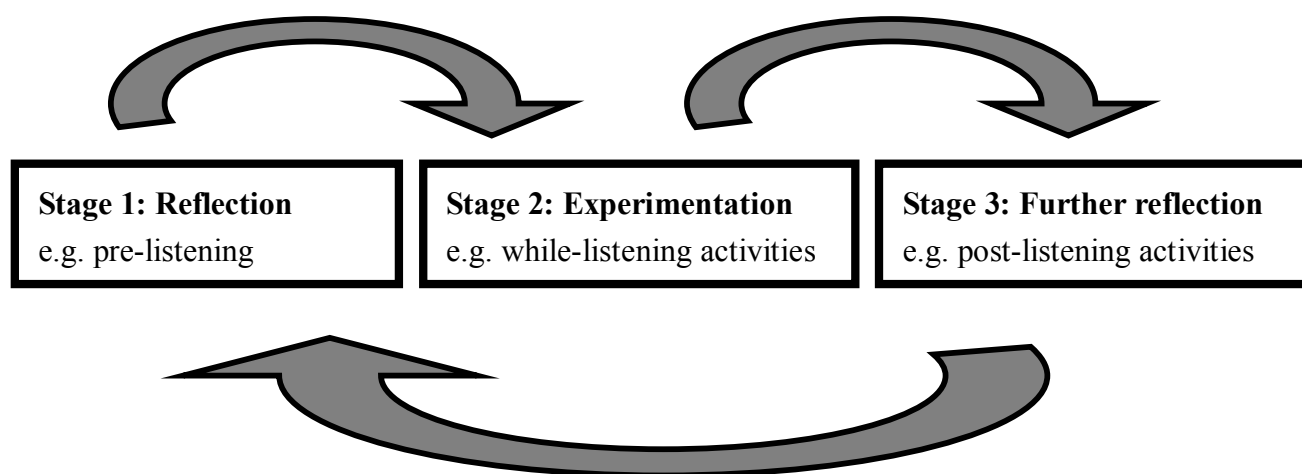 Stage 1: Reflection
e.g. pre-listening
Stage 2: Experimentation
e.g. while-listening activities
Stage 3: Further reflection
e.g. post-listening activities